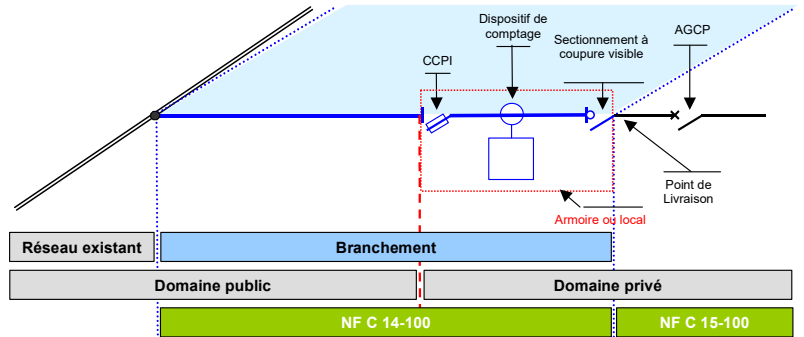 Dispositif de
comptage
Sectionnement à
coupure visible
AGCP
CCPI
Point de
Livraison
Armoire ou local
Réseau existant
Branchement
Domaine public
Domaine privé
NF C 14-100
NF C 15-100